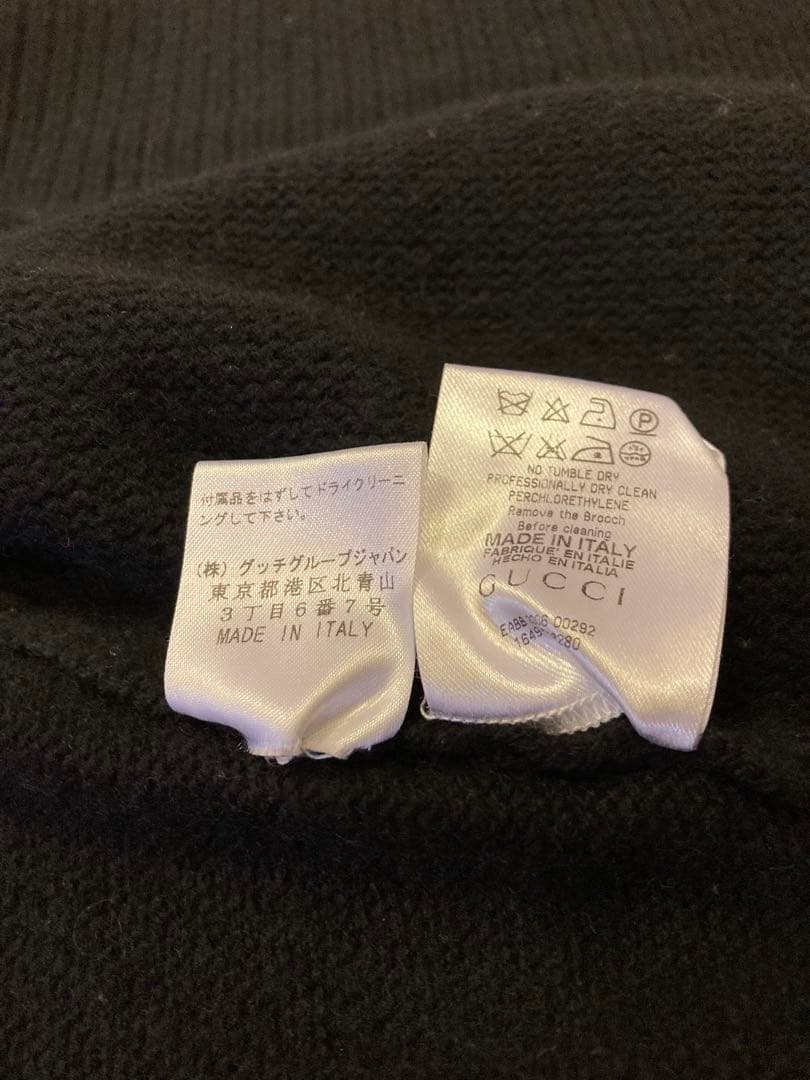 付属品をはずしてドライクリーニ
ングして下さい。
(株) グッチグループジャパン
東京都港区北青山
3丁目6番7号
MADE IN ITALY
P
NO TUMBLE DRY
PROFESSIONALLY DRY CLEAN
PERCHLORETHYLENE
Remove the Brooch
Before cleaning
MADE IN ITALY
FABRIQUE' EN ITALIE
HECHO EN ITALIA
GUCCI
00292